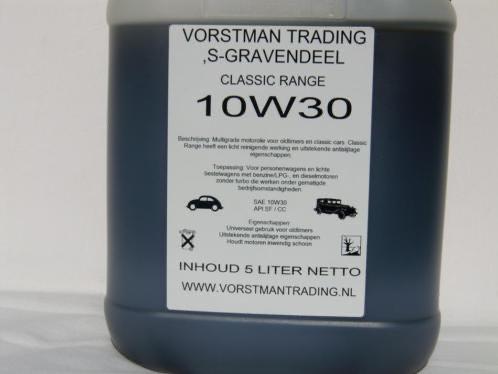 VORSTMAN TRADING
,S-GRAVENDEEL
CLASSIC RANGE
10W30
Beschrijving: Multigrade motorolie voor oldtimers en classic cars. Classic
Range heeft een licht reinigende werking en uitstekende antislijtage
eigenschappen.
Toepassing: Voor personenwagens en lichte
bestelwagens met benzine/LPG-, en dieselmotoren
zonder turbo die werken onder gematigde
bedrijfsomstandigheden.
SAE 10W30
API SF / CC
Eigenschappen:
Universeel gebruik voor oldtimers
Uitstekende antislijtage eigenschappen
Houdt motoren inwendig schoon
INHOUD 5 LITER NETTO
WWW.VORSTMANTRADING.NL